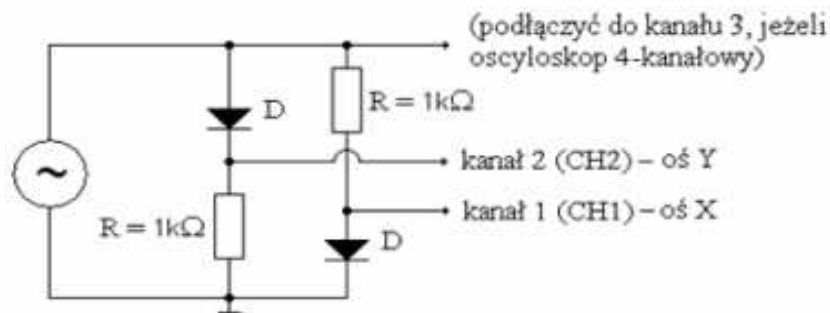 (podłączyć do kanału 3, jeżeli
oscyloskop 4-kanałowy)
D
R = 1kΩ
kanał 2 (CH2) – oś Y
~
R = 1kΩ
kanał 1 (CH1) – oś X
D